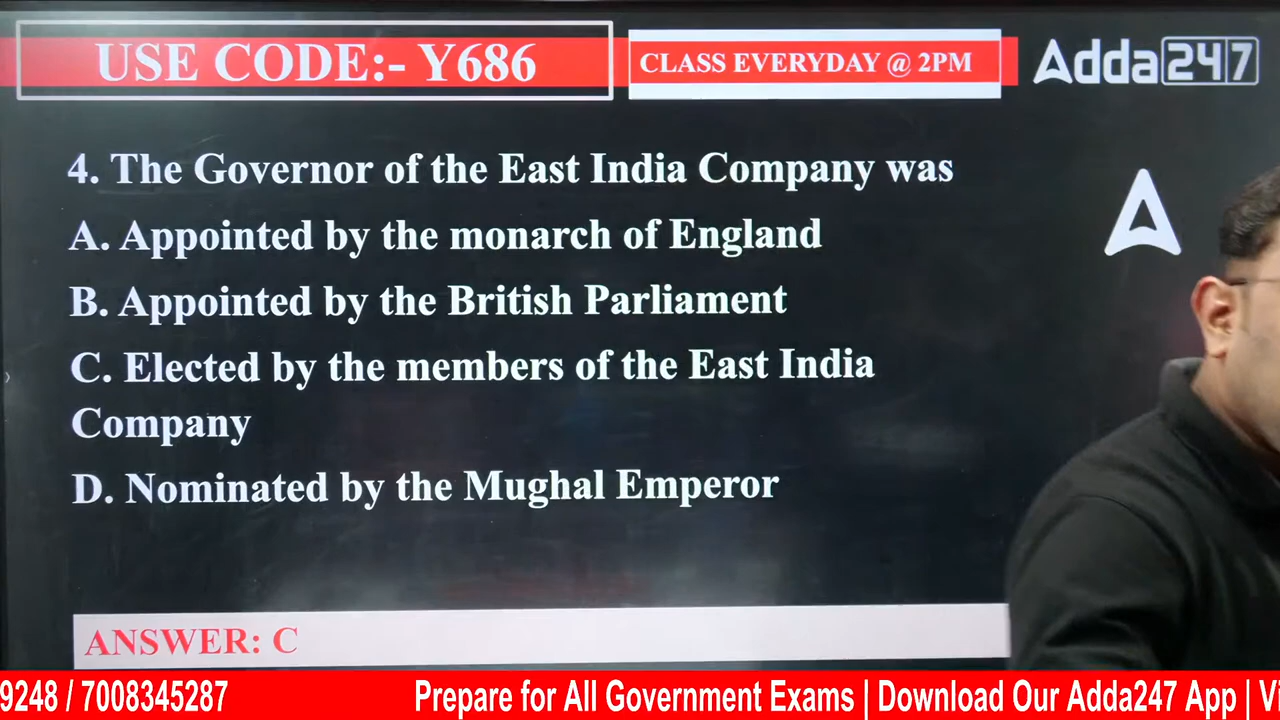 USE CODE:- Y686
CLASS EVERYDAY @ 2PM
Adda247
4. The Governor of the East India Company was
A. Appointed by the monarch of England
B. Appointed by the British Parliament
C. Elected by the members of the East India
Company
D. Nominated by the Mughal Emperor
ANSWER: C
9248 / 7008345287
Prepare for All Government Exams | Download Our Adda247 App |